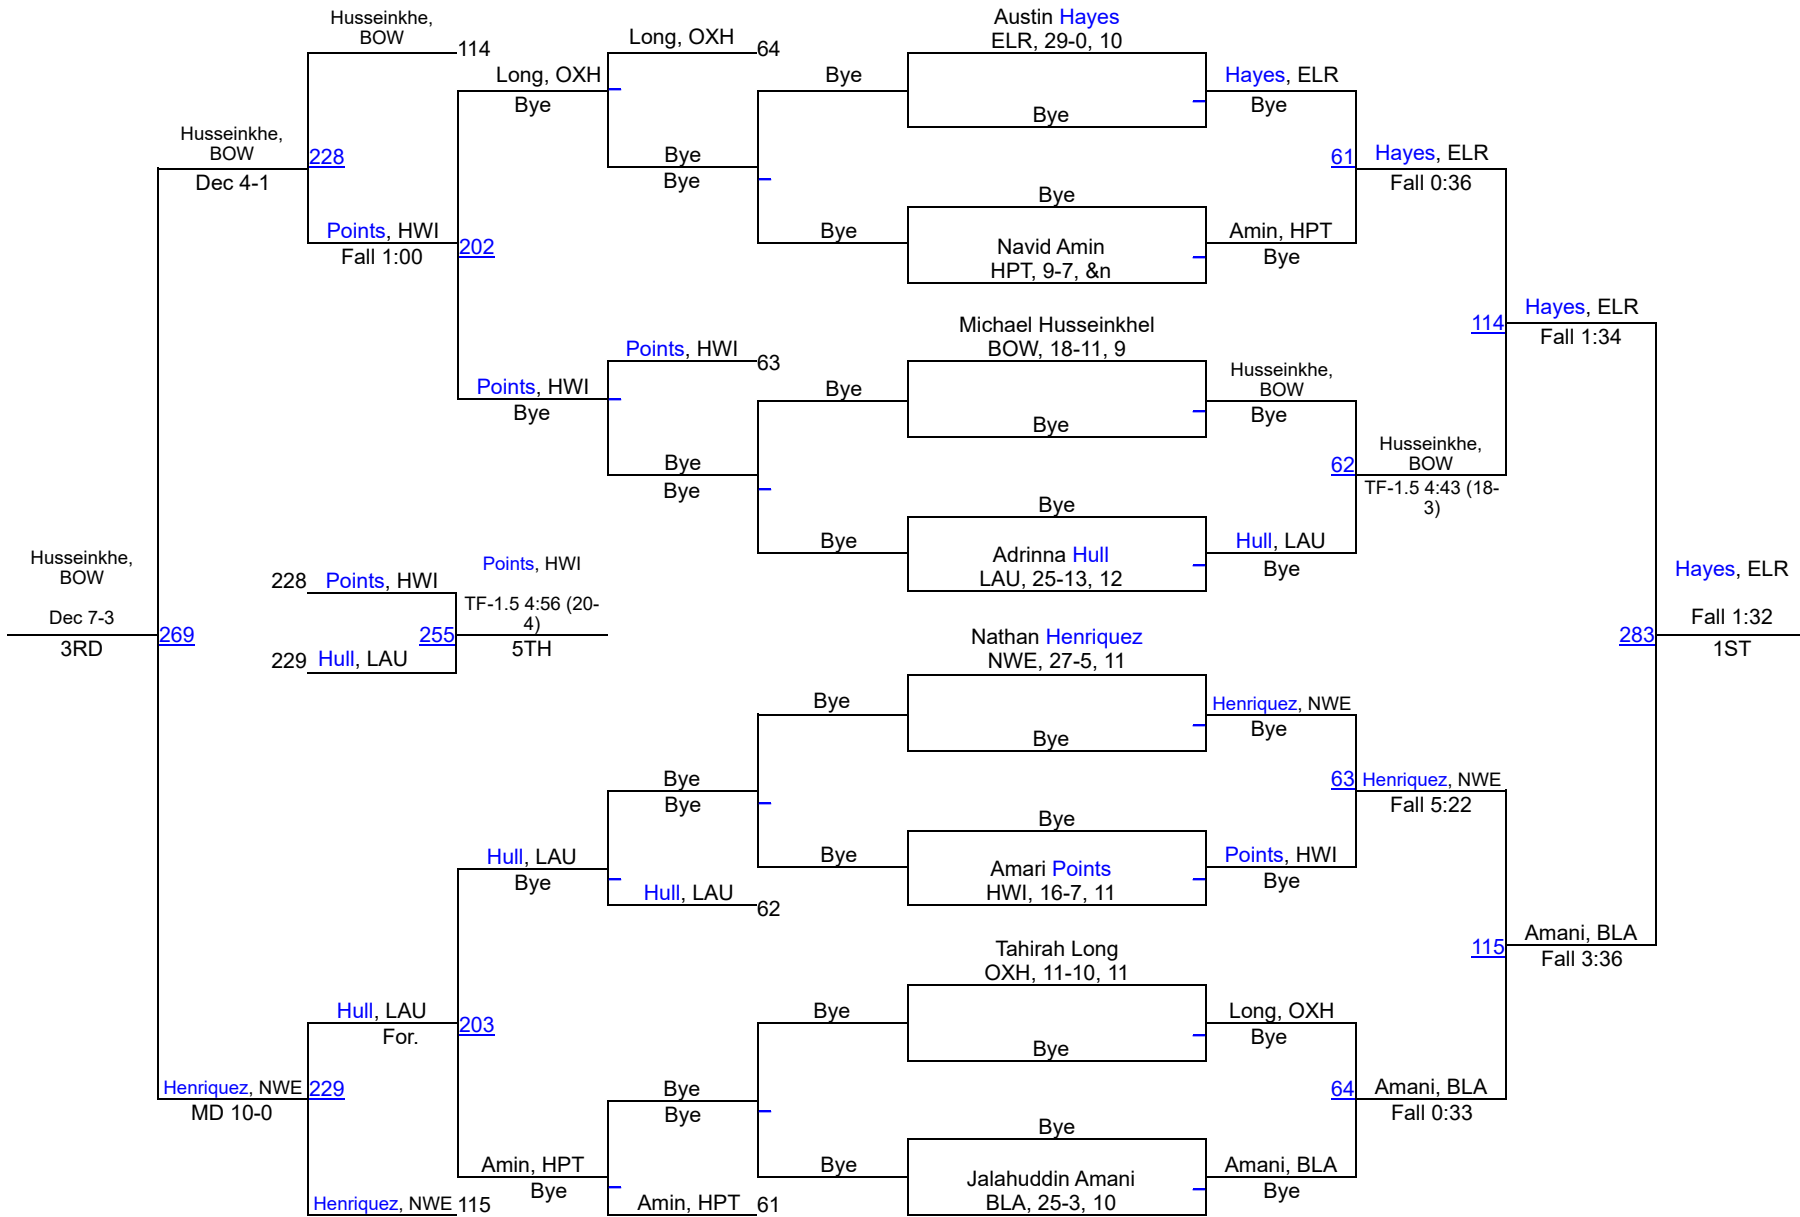 Husseinkhe,
BOW
114
Husseinkhe,
BOW
228
Dec 4-1
Points, HWI
Fall 1:00
202
Long, OXH
Bye
Long, OXH
64
Bye
Bye
Points, HWI
Bye
Points, HWI
63
Bye
Bye
Bye
Bye
Bye
Bye
Austin Hayes
ELR, 29-0, 10
Bye
Bye
Navid Amin
HPT, 9-7, &n
Michael Husseinkhel
BOW, 18-11, 9
Bye
Bye
Adrinna Hull
LAU, 25-13, 12
Hayes, ELR
Bye
61
Hayes, ELR
Fall 0:36
Amin, HPT
Bye
Husseinkhe,
BOW
Bye
62
Husseinkhe,
BOW
TF-1.5 4:43 (18-
3)
Hull, LAU
Bye
114
Hayes, ELR
Fall 1:34
Husseinkhe,
BOW
Dec 7-3
3RD
269
228
Points, HWI
229
Hull, LAU
255
Points, HWI
TF-1.5 4:56 (20-
4)
5TH
283
Hayes, ELR
Fall 1:32
1ST
Nathan Henriquez
NWE, 27-5, 11
Bye
Bye
Bye
Amari Points
HWI, 16-7, 11
Bye
Henriquez, NWE
Bye
63
Henriquez, NWE
Fall 5:22
Points, HWI
Bye
Bye
Bye
Hull, LAU
Bye
Hull, LAU
62
Tahirah Long
OXH, 11-10, 11
Bye
Bye
Bye
Jalahuddin Amani
BLA, 25-3, 10
Bye
Long, OXH
Bye
64
Amani, BLA
Fall 0:33
Amani, BLA
Bye
115
Amani, BLA
Fall 3:36
Hull, LAU
For.
203
Henriquez, NWE
229
MD 10-0
Bye
Bye
Amin, HPT
Bye
Amin, HPT
61
Henriquez, NWE
115